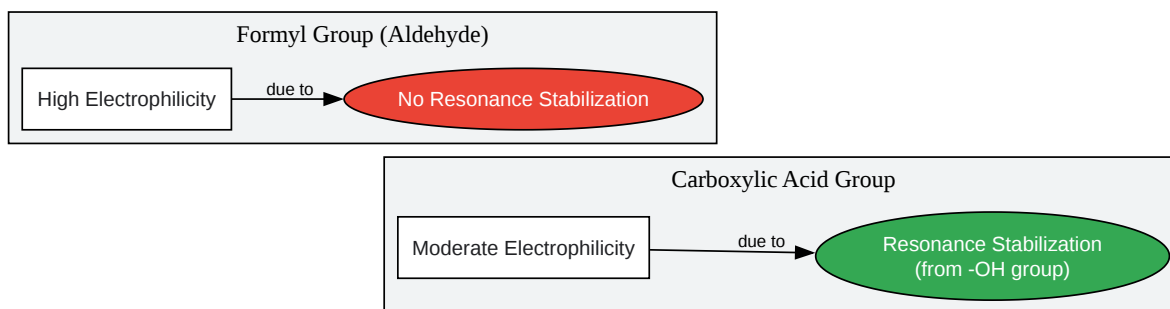 Formyl Group (Aldehyde)
High Electrophilicity
due to
No Resonance Stabilization
Carboxylic Acid Group
Moderate Electrophilicity
due to
Resonance Stabilization
(from -OH group)